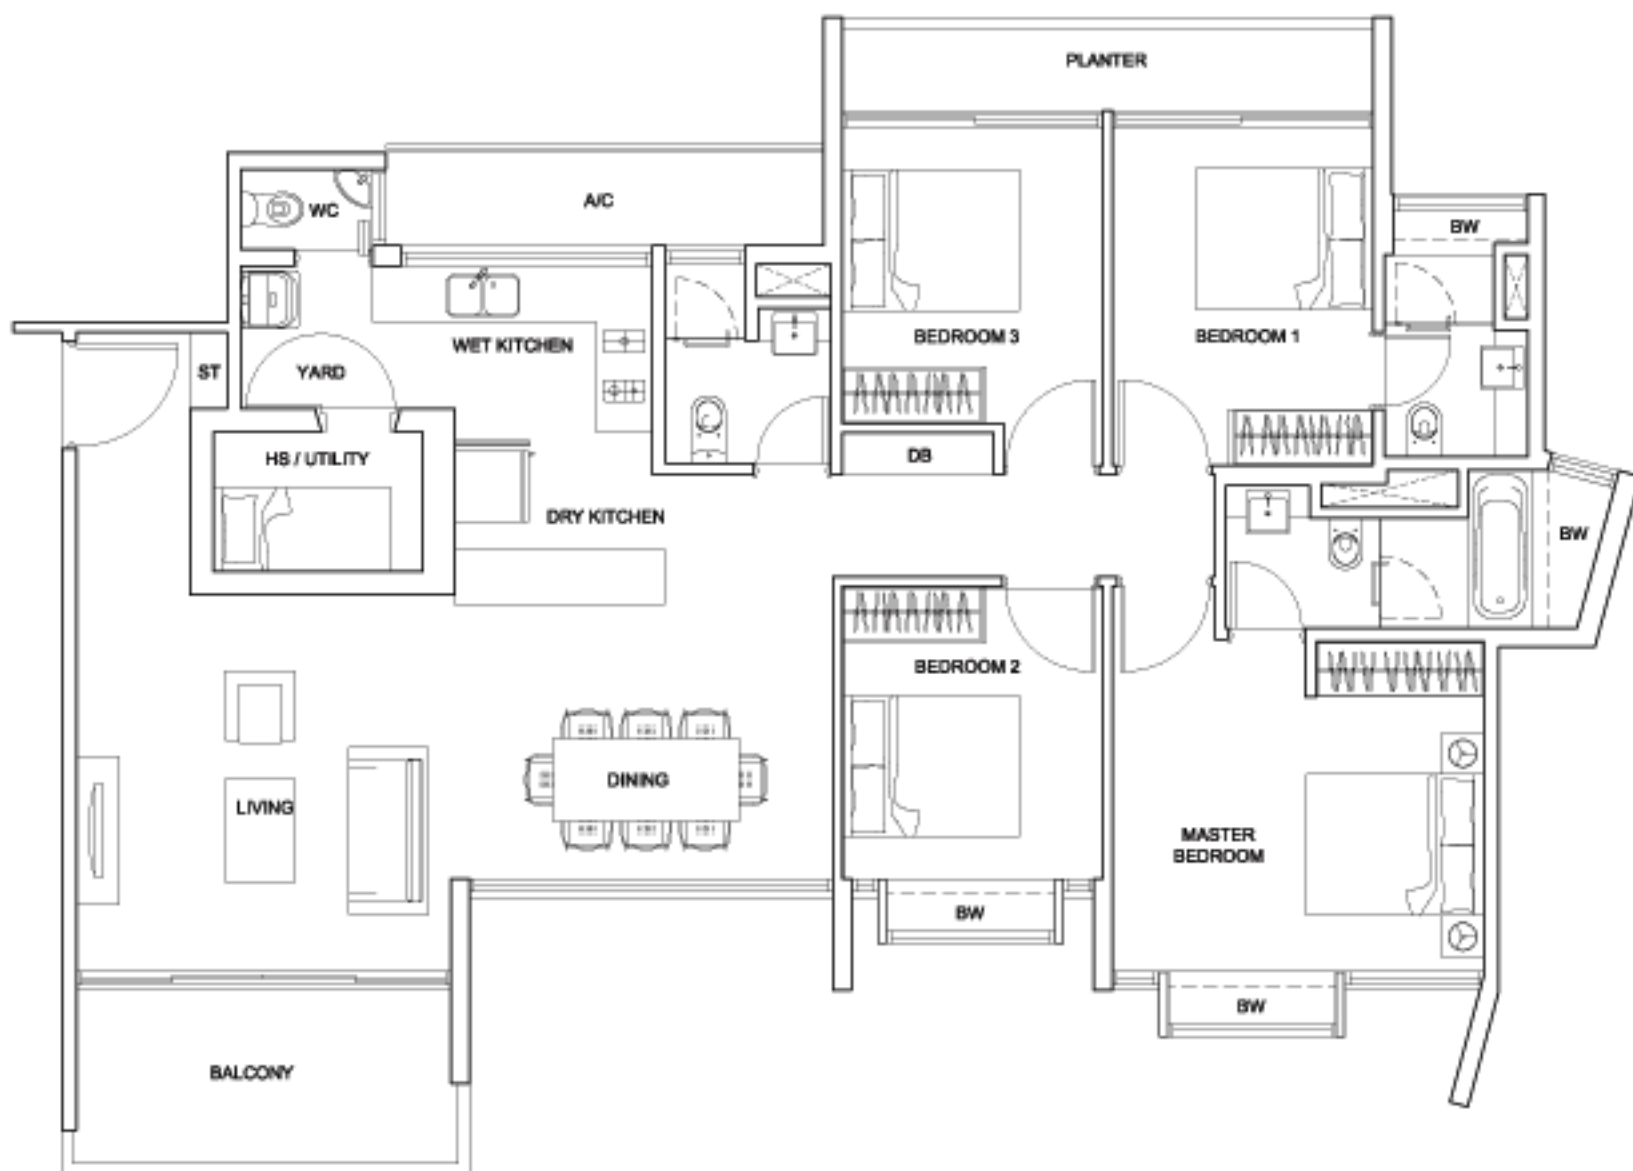 PLANTER
A/C
WC
BW
WET KITCHEN
BEDROOM 3
BEDROOM 1
ST
YARD
HS / UTILITY
DB
DRY KITCHEN
BW
BEDROOM 2
DINING
LIVING
MASTER
BEDROOM
BW
BW
BALCONY